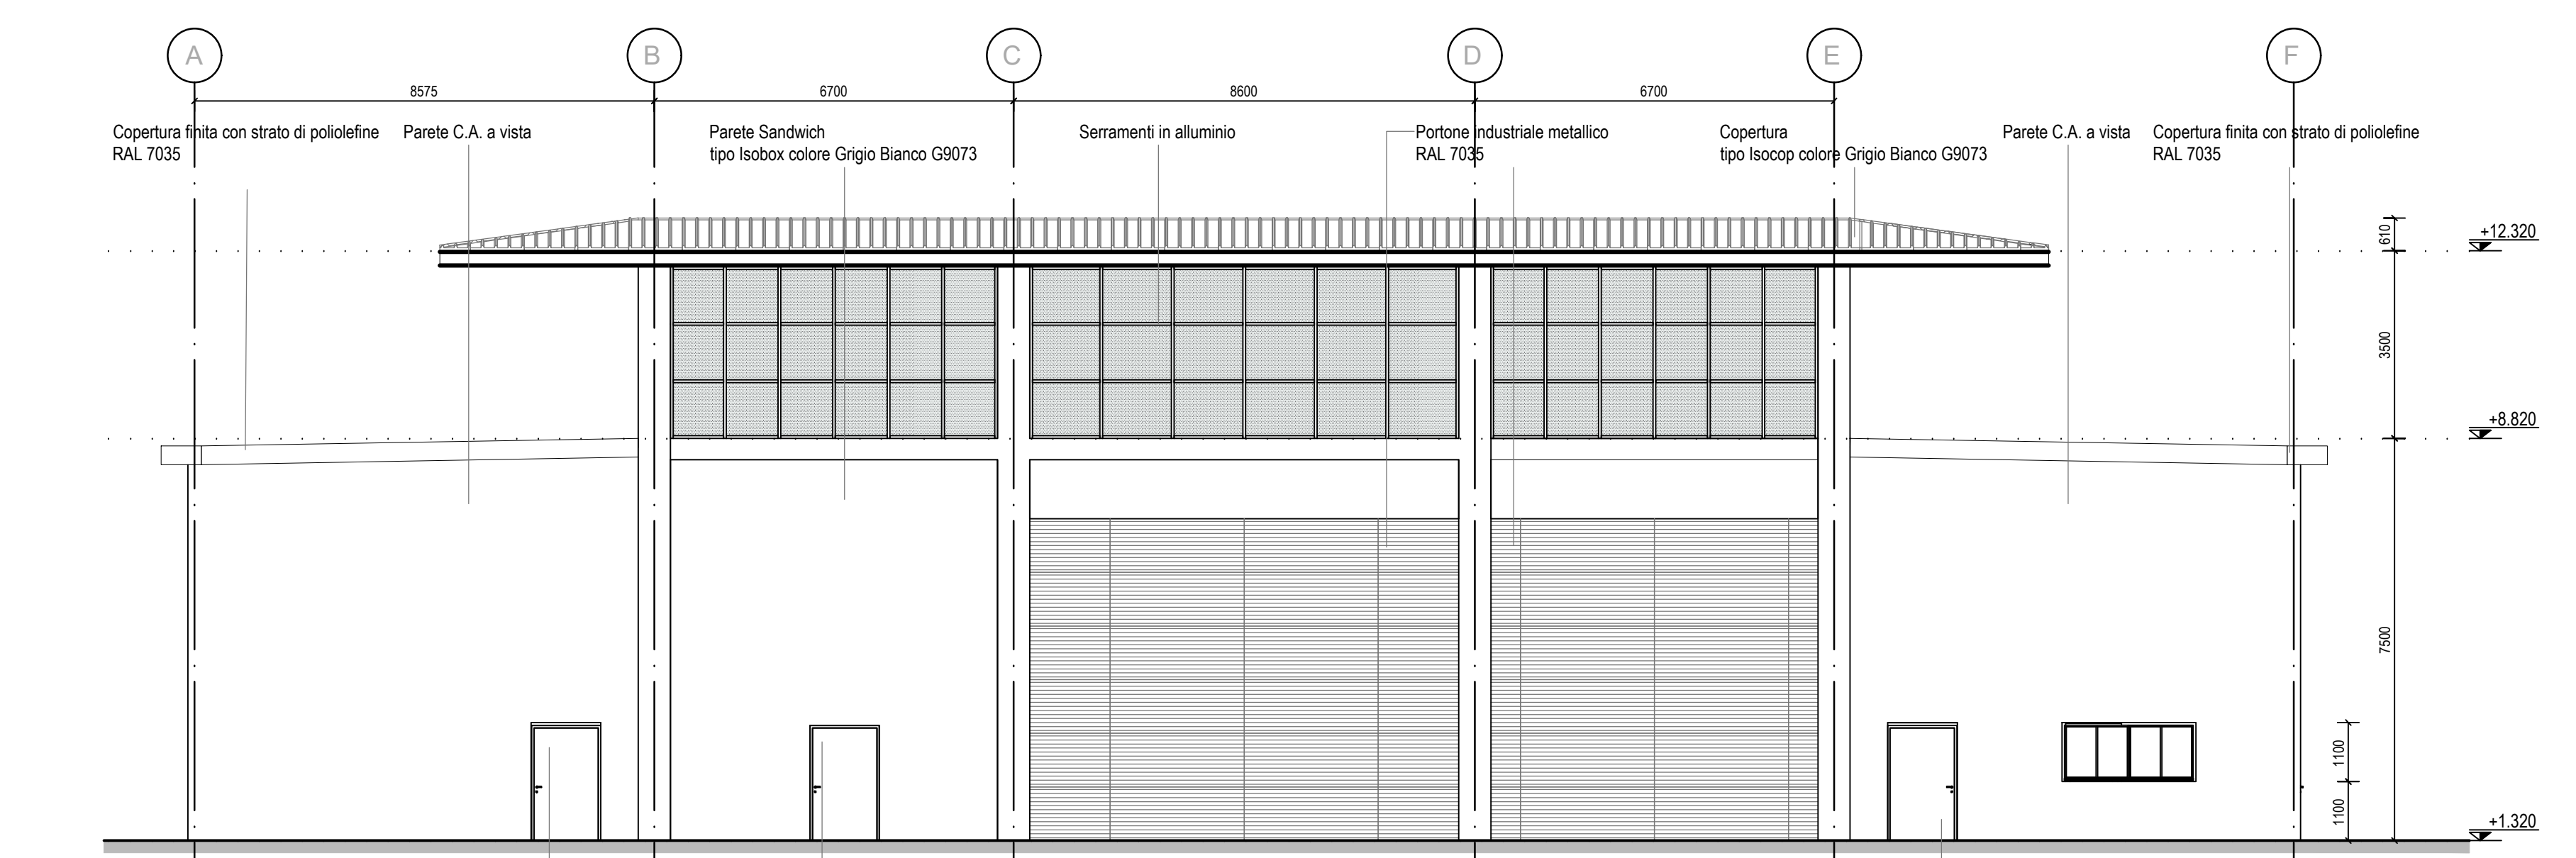 A B C D E F
8575 6700 8600 6700
Copertura finita con strato di poliolefine
RAL 7035
Parete C.A. a vista
Parete Sandwich
tipo Isobox colore Grigio Bianco G9073
Serramenti in alluminio
Portone industriale metallico
RAL 7035
Copertura
tipo Isocop colore Grigio Bianco G9073
Parete C.A. a vista
Copertura finita con strato di poliolefine
RAL 7035
610
+12.320
3500
+8.820
7500
1100
1100
+1.320